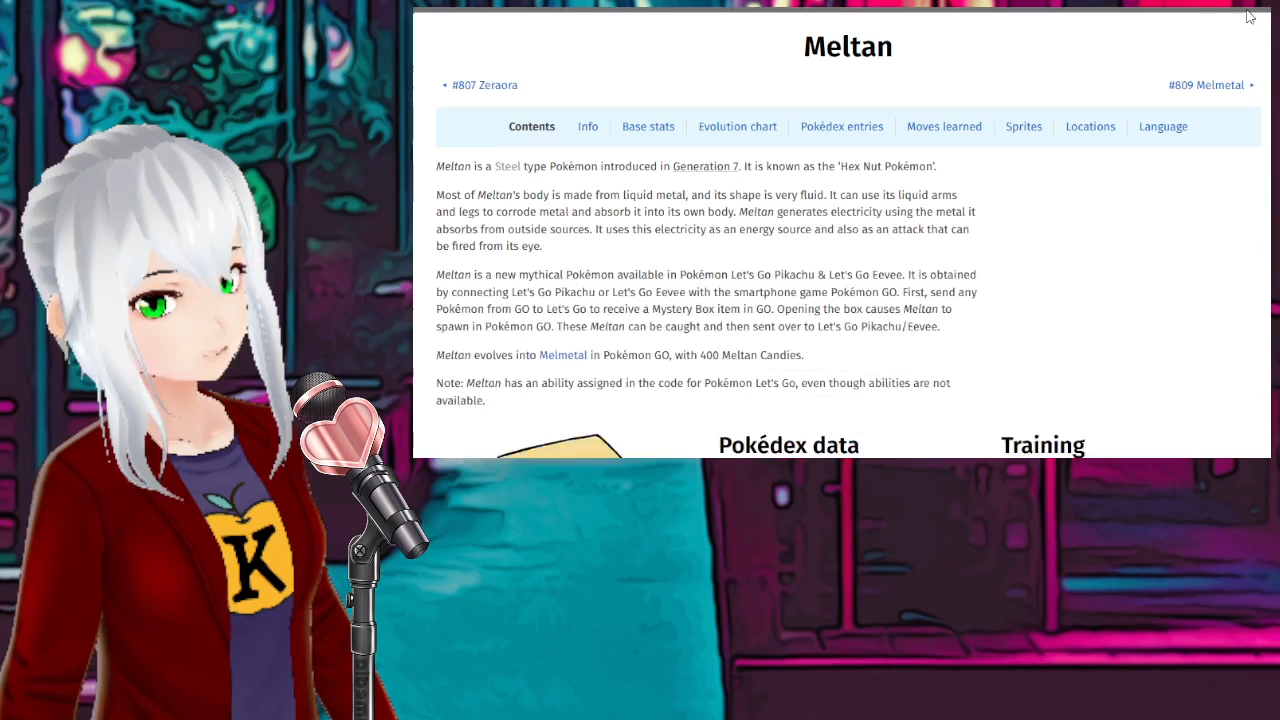 Meltan
◂ #807 Zeraora
#809 Melmetal ▸
Contents Info Base stats Evolution chart Pokédex entries Moves learned Sprites Locations Language
Meltan is a Steel type Pokémon introduced in Generation 7. It is known as the ‘Hex Nut Pokémon’.
Most of Meltan's body is made from liquid metal, and its shape is very fluid. It can use its liquid arms
and legs to corrode metal and absorb it into its own body. Meltan generates electricity using the metal it
absorbs from outside sources. It uses this electricity as an energy source and also as an attack that can
be fired from its eye.
Meltan is a new mythical Pokémon available in Pokémon Let's Go Pikachu & Let's Go Eevee. It is obtained
by connecting Let's Go Pikachu or Let's Go Eevee with the smartphone game Pokémon GO. First, send any
Pokémon from GO to Let's Go to receive a Mystery Box item in GO. Opening the box causes Meltan to
spawn in Pokémon GO. These Meltan can be caught and then sent over to Let's Go Pikachu/Eevee.
Meltan evolves into Melmetal in Pokémon GO, with 400 Meltan Candies.
Note: Meltan has an ability assigned in the code for Pokémon Let's Go, even though abilities are not
available.
Pokédex data
Training
K